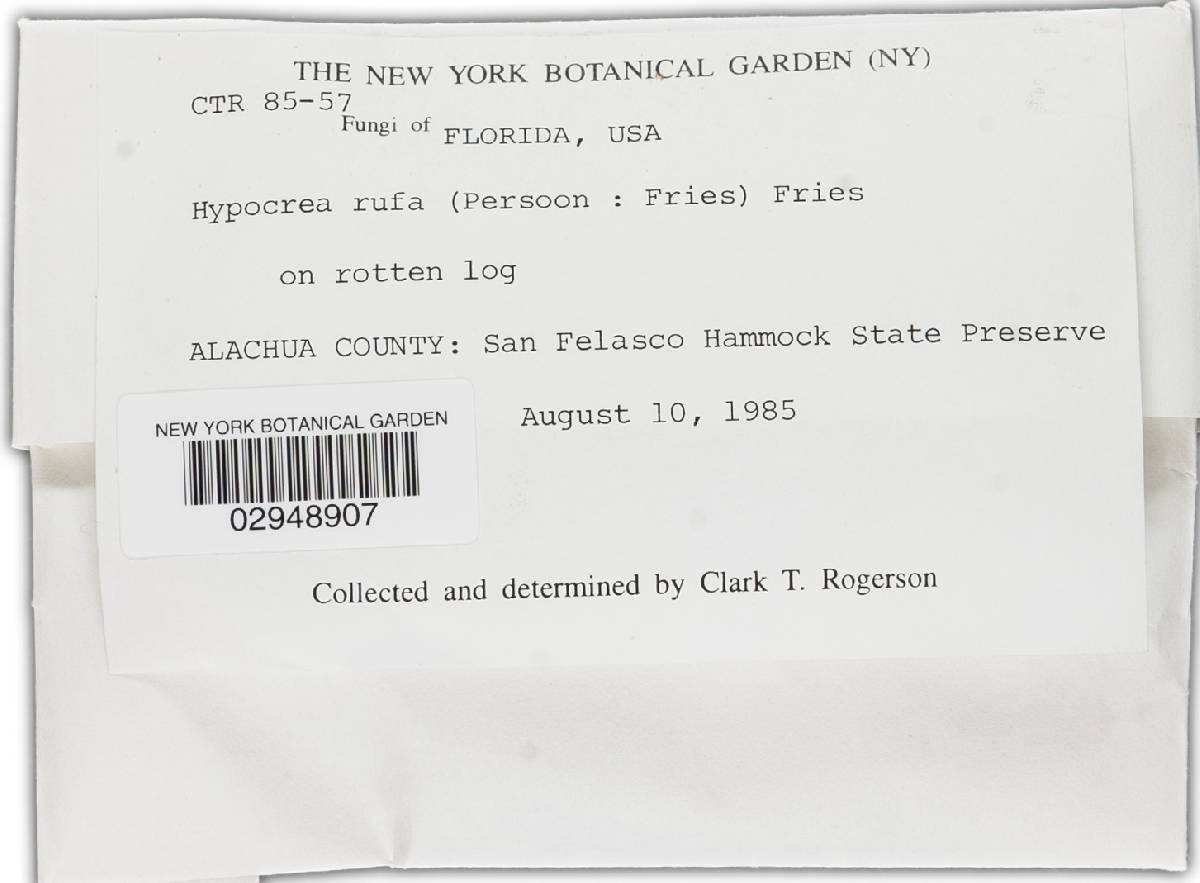 THE NEW YORK BOTANICAL GARDEN (NY)
CTR 85-57
Fungi of FLORIDA, USA
Hypocrea rufa (Persoon : Fries) Fries
on rotten log
ALACHUA COUNTY: San Felasco Hammock State Preserve
August 10, 1985
NEW YORK BOTANICAL GARDEN
02948907
Collected and determined by Clark T. Rogerson